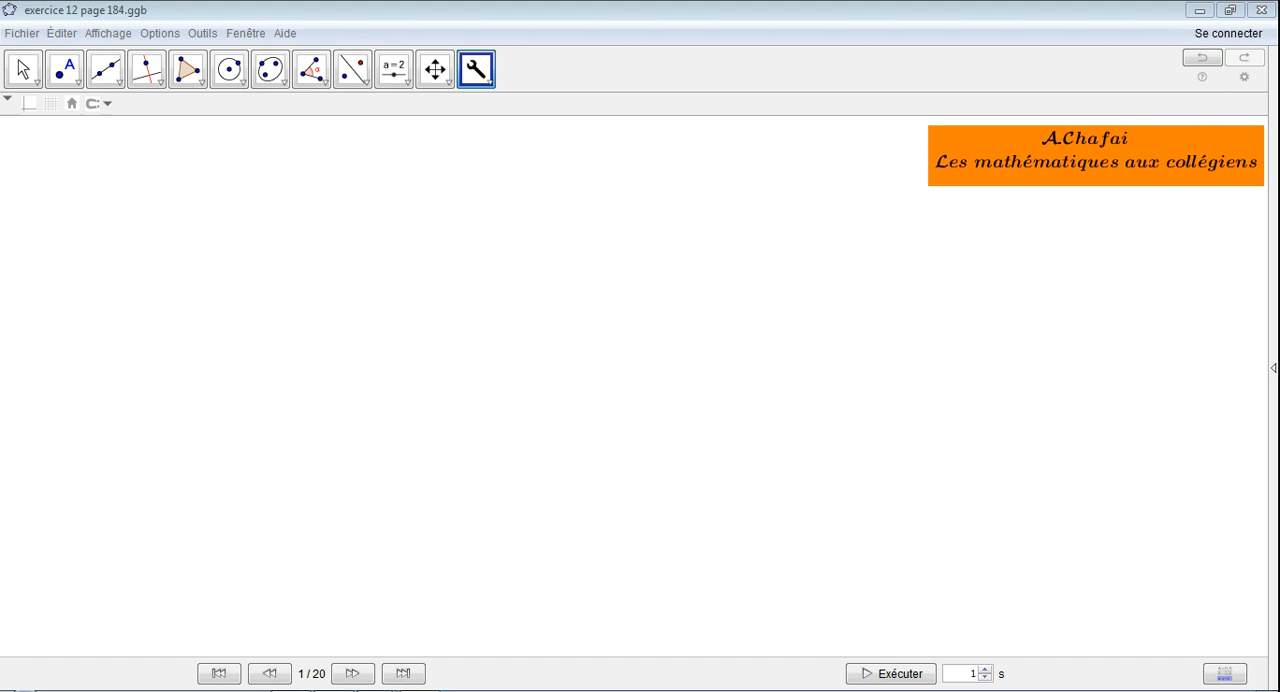 exercice 12 page 184.ggb
Fichier Éditer Affichage Options Outils Fenêtre Aide
Se connecter
A
a=2
α
A.Chafai
Les mathématiques aux collégiens
1 / 20
Exécuter
1
s